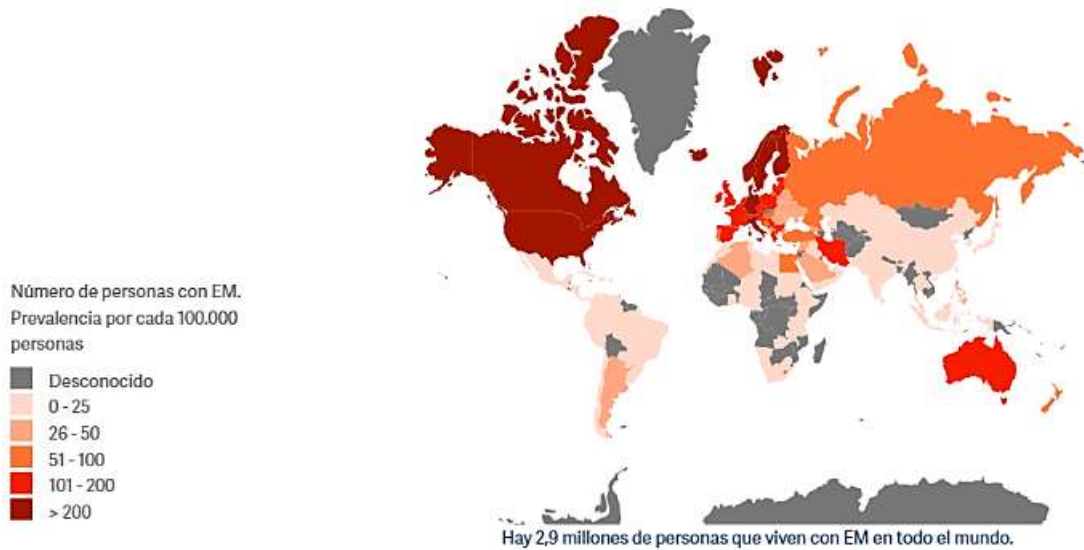 Número de personas con EM.
Prevalencia por cada 100.000
personas
Desconocido
0 - 25
26 - 50
51 - 100
101 - 200
> 200
Hay 2,9 millones de personas que viven con EM en todo el mundo.